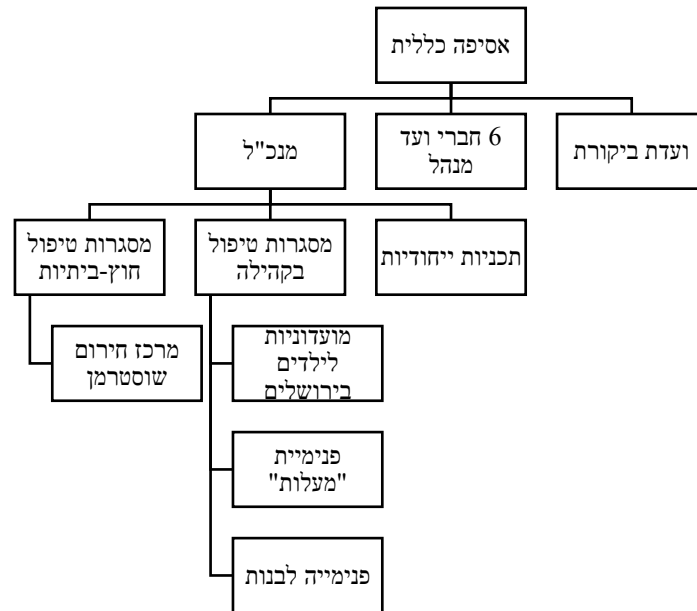 אסיפה כללית
ועדת ביקורת
6 חברי ועד
מנהל
מנכ"ל
תכניות ייחודיות
מסגרות טיפול
בקהילה
מסגרות טיפול
חוץ-ביתיות
מועדוניות
לילדים
בירושלים
מרכז חירום
שוסטרמן
פנימיית
"מעלות"
פנימייה לבנות